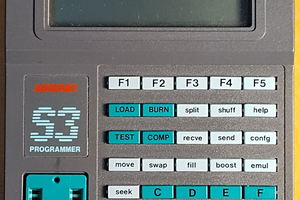 F1 F2 F3 F4 F5
LOAD BURN split shuff help
S3
TEST COMP recve send confg
PROGRAMMER
move swap fill boost emul
seek C D E F